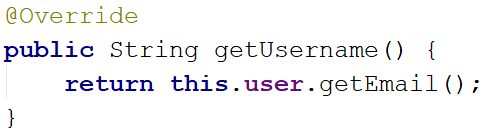 @Override
public String getUsername() {
    return this.user.getEmail();
}